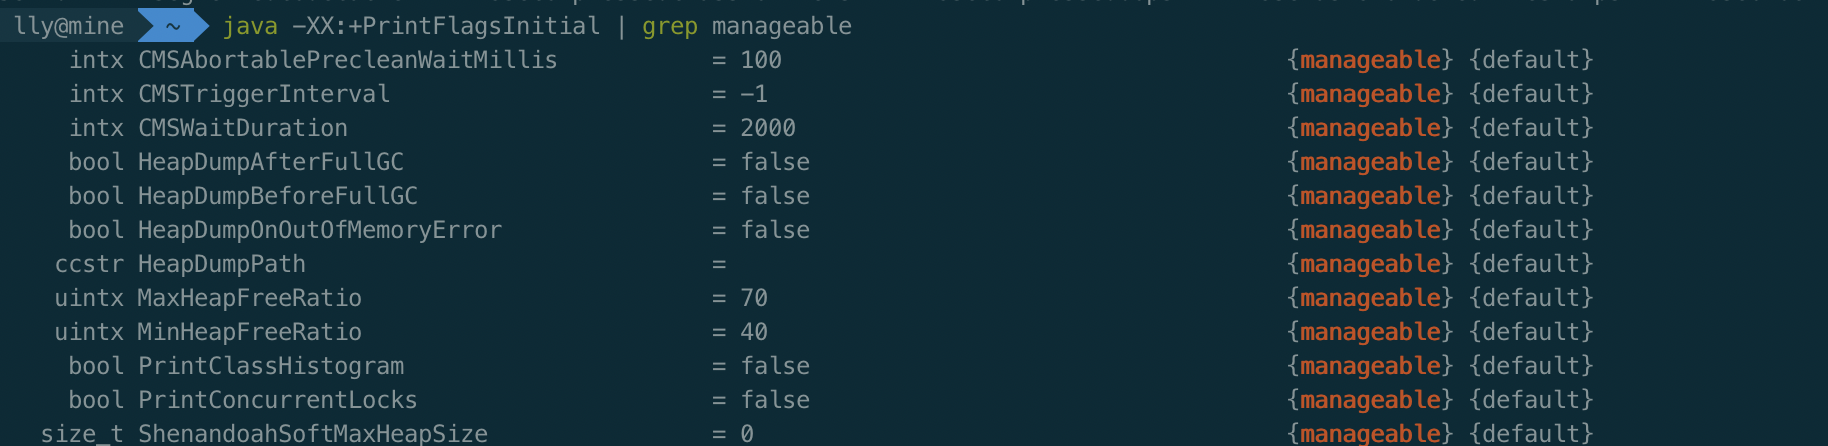 lly@mine ~ java -XX:+PrintFlagsInitial | grep manageable
intx CMSAbortablePrecleanWaitMillis = 100 {manageable} {default}
intx CMSTriggerInterval = -1 {manageable} {default}
intx CMSWaitDuration = 2000 {manageable} {default}
bool HeapDumpAfterFullGC = false {manageable} {default}
bool HeapDumpBeforeFullGC = false {manageable} {default}
bool HeapDumpOnOutOfMemoryError = false {manageable} {default}
ccstr HeapDumpPath = {manageable} {default}
uintx MaxHeapFreeRatio = 70 {manageable} {default}
uintx MinHeapFreeRatio = 40 {manageable} {default}
bool PrintClassHistogram = false {manageable} {default}
bool PrintConcurrentLocks = false {manageable} {default}
size_t ShenandoahSoftMaxHeapSize = 0 {manageable} {default}